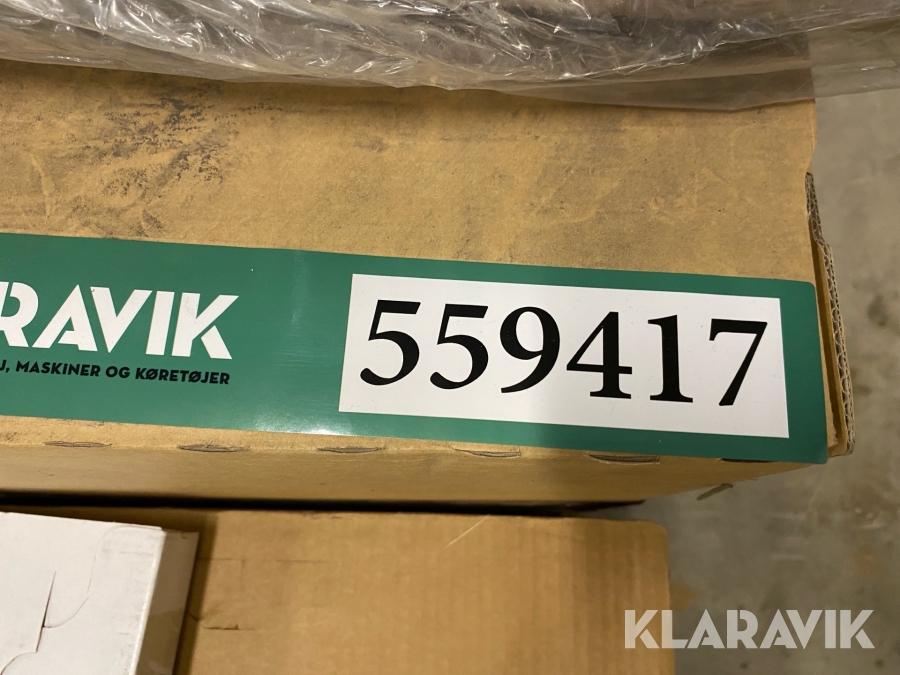 RAVIK
J, MASKINER OG KØRETØJER
559417
KLARAVIK